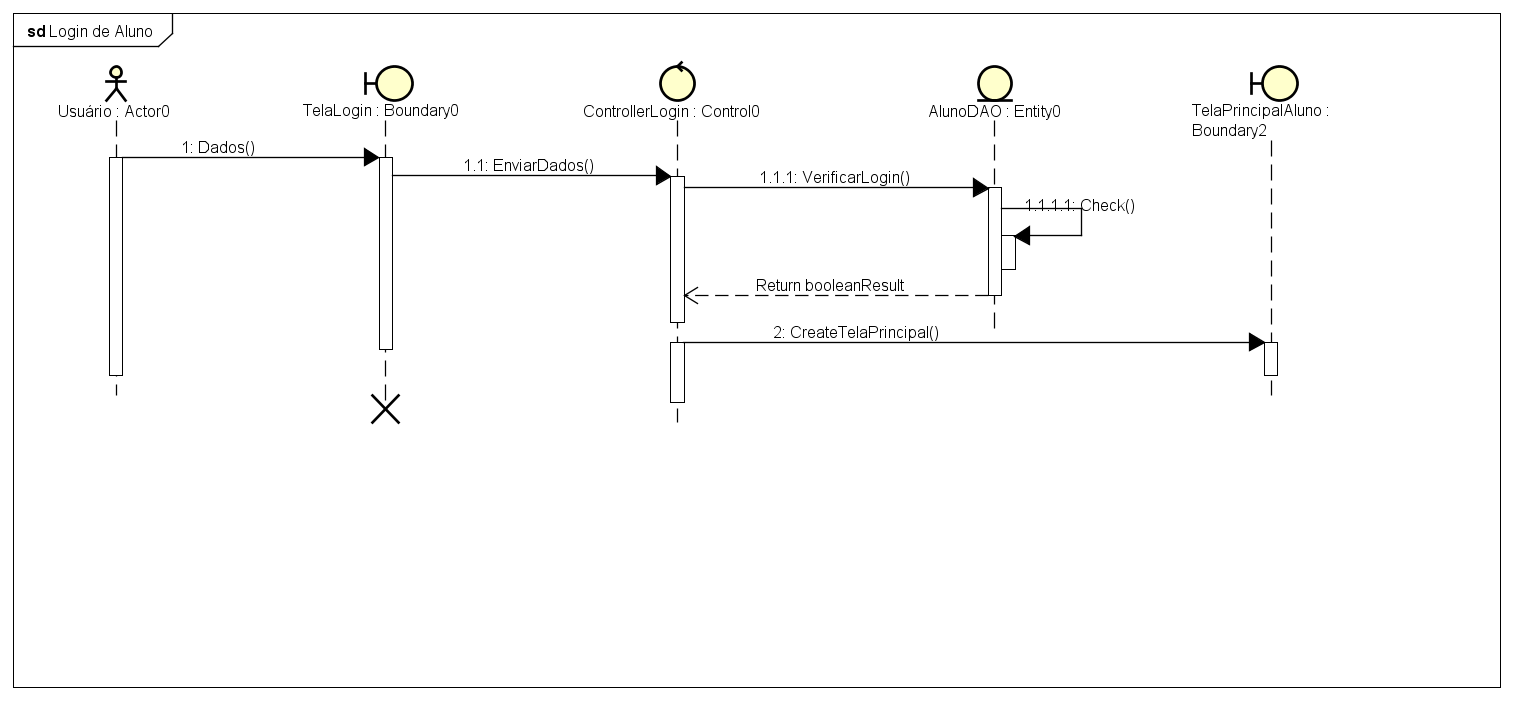 sd Login de Aluno
Usuário : Actor0
TelaLogin : Boundary0
ControllerLogin : Control0
AlunoDAO : Entity0
TelaPrincipalAluno :
Boundary2
1: Dados()
1.1: EnviarDados()
1.1.1: VerificarLogin()
1.1.1.1: Check()
Return booleanResult
2: CreateTelaPrincipal()